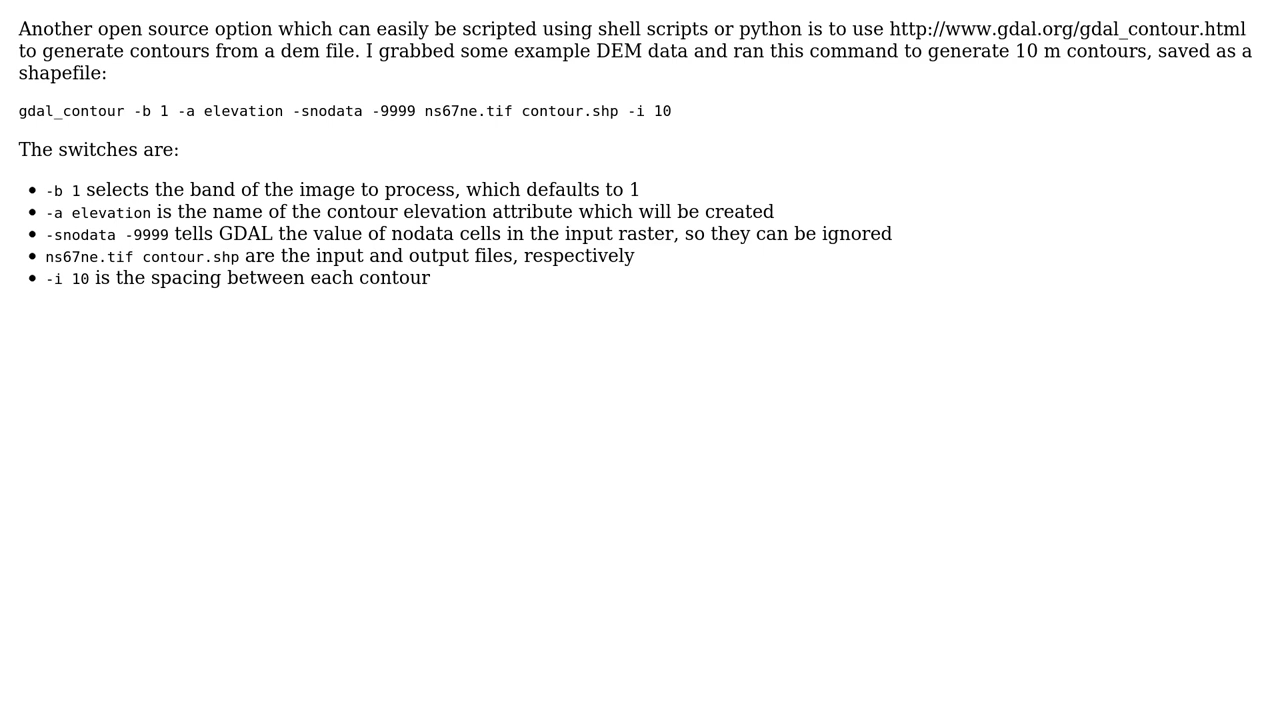 Another open source option which can easily be scripted using shell scripts or python is to use http://www.gdal.org/gdal_contour.html
to generate contours from a dem file. I grabbed some example DEM data and ran this command to generate 10 m contours, saved as a
shapefile:
gdal_contour -b 1 -a elevation -snodata -9999 ns67ne.tif contour.shp -i 10
The switches are:
• -b 1 selects the band of the image to process, which defaults to 1
• -a elevation is the name of the contour elevation attribute which will be created
• -snodata -9999 tells GDAL the value of nodata cells in the input raster, so they can be ignored
• ns67ne.tif contour.shp are the input and output files, respectively
• -i 10 is the spacing between each contour